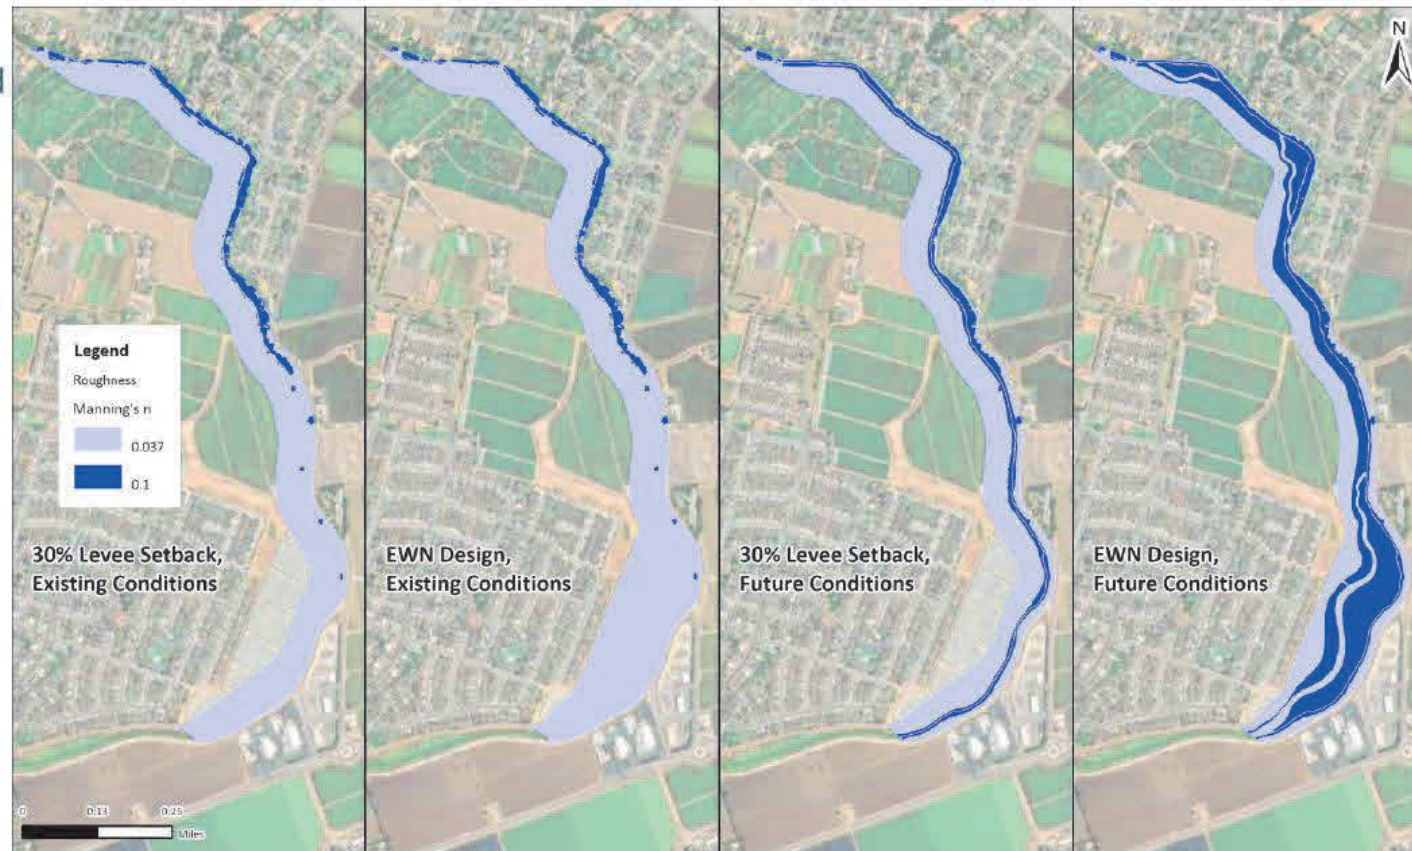 N
Legend
Roughness
Manning's n
0.037
0.1
30% Levee Setback,
Existing Conditions
EWN Design,
Existing Conditions
30% Levee Setback,
Future Conditions
EWN Design,
Future Conditions
0 0.13 0.25
Miles